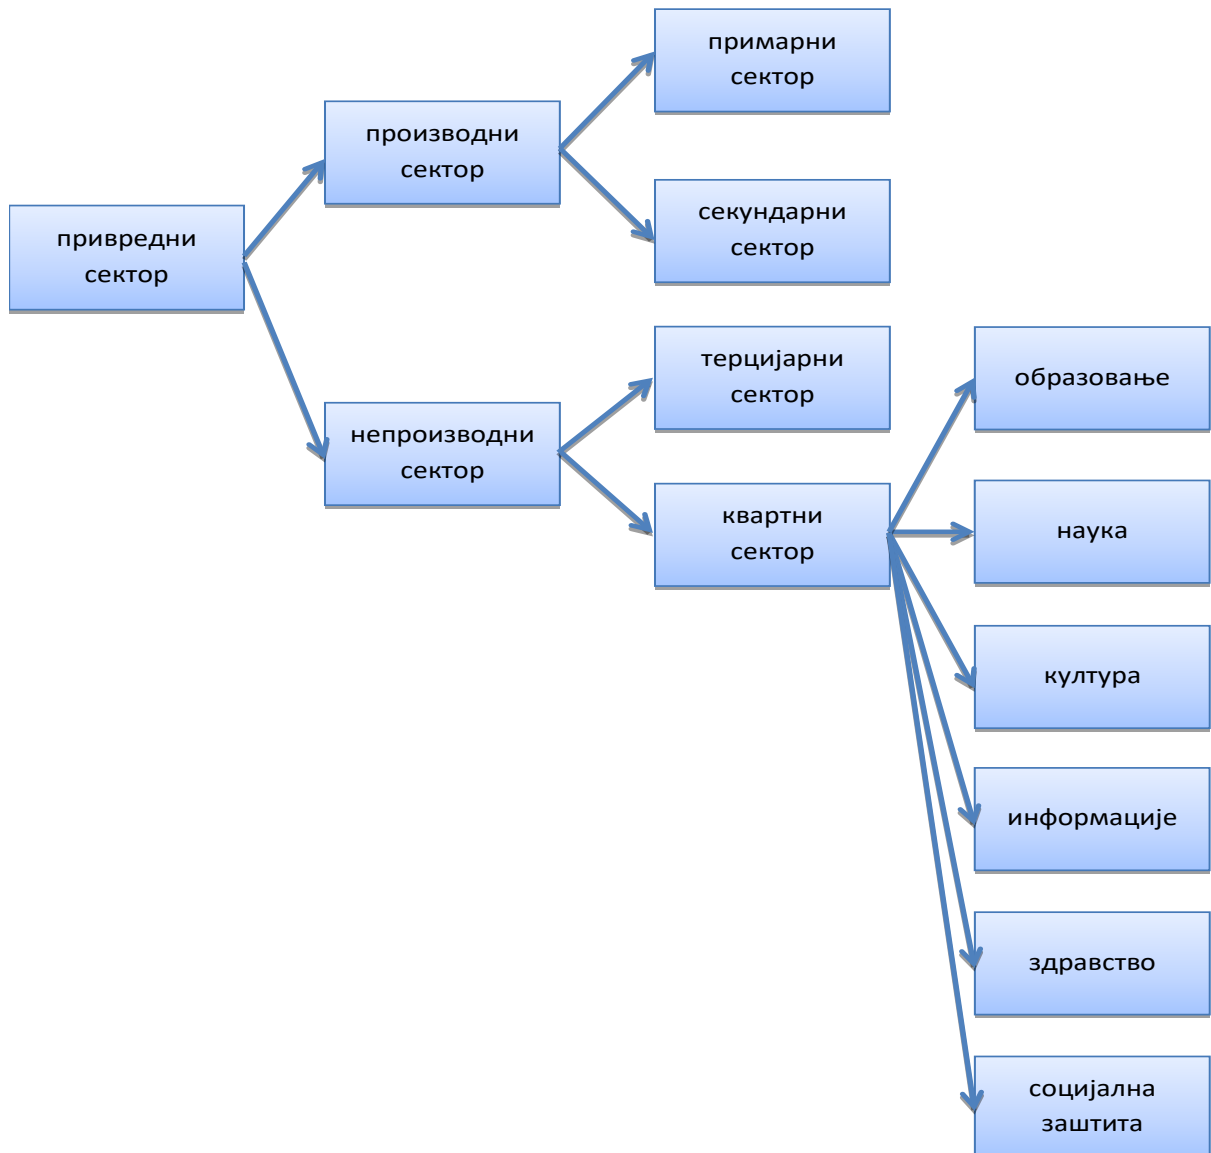 примарни
сектор
производни
сектор
секундарни
сектор
привредни
сектор
терцијарни
сектор
образовање
непроизводни
сектор
квартни
сектор
наука
култура
информације
здравство
социјална
заштита